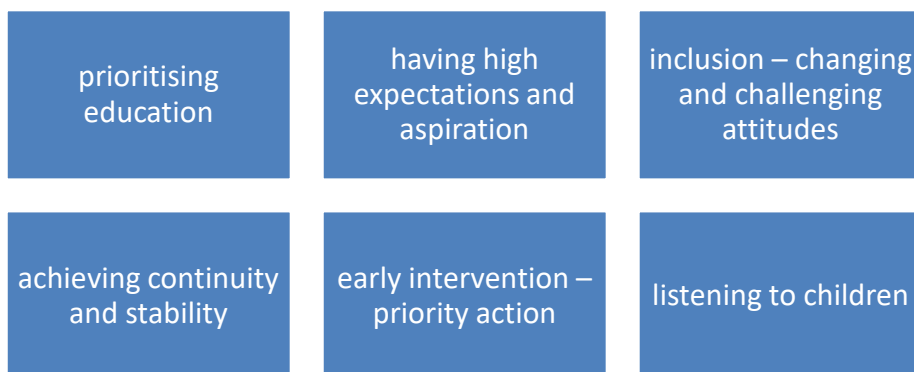 prioritising
education
having high
expectations and
aspiration
inclusion – changing
and challenging
attitudes
achieving continuity
and stability
early intervention –
priority action
listening to children